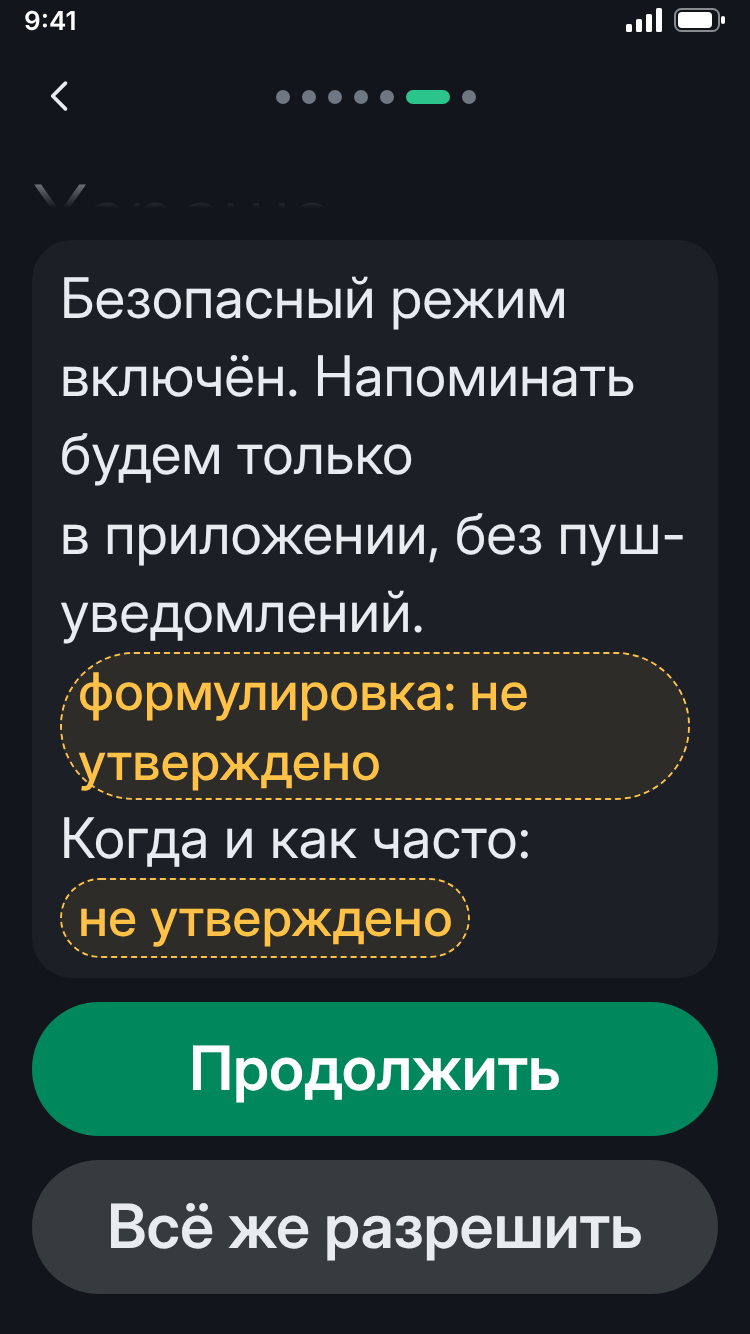 9:41
Безопасный режим
включён. Напоминать
будем только
в приложении, без пуш-
уведомлений.
формулировка: не
утверждено
Когда и как часто:
не утверждено
Продолжить
Всё же разрешить